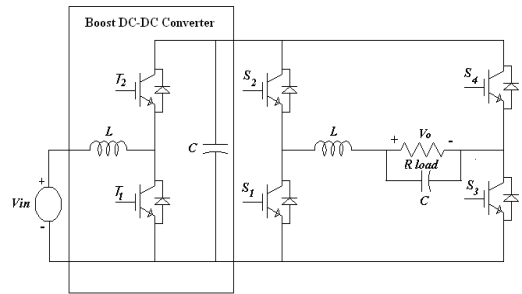 Boost DC-DC Converter
T2
S2
S4
L
C
L
+ Vo -
R load
C
+
Vin
-
T1
S1
S3